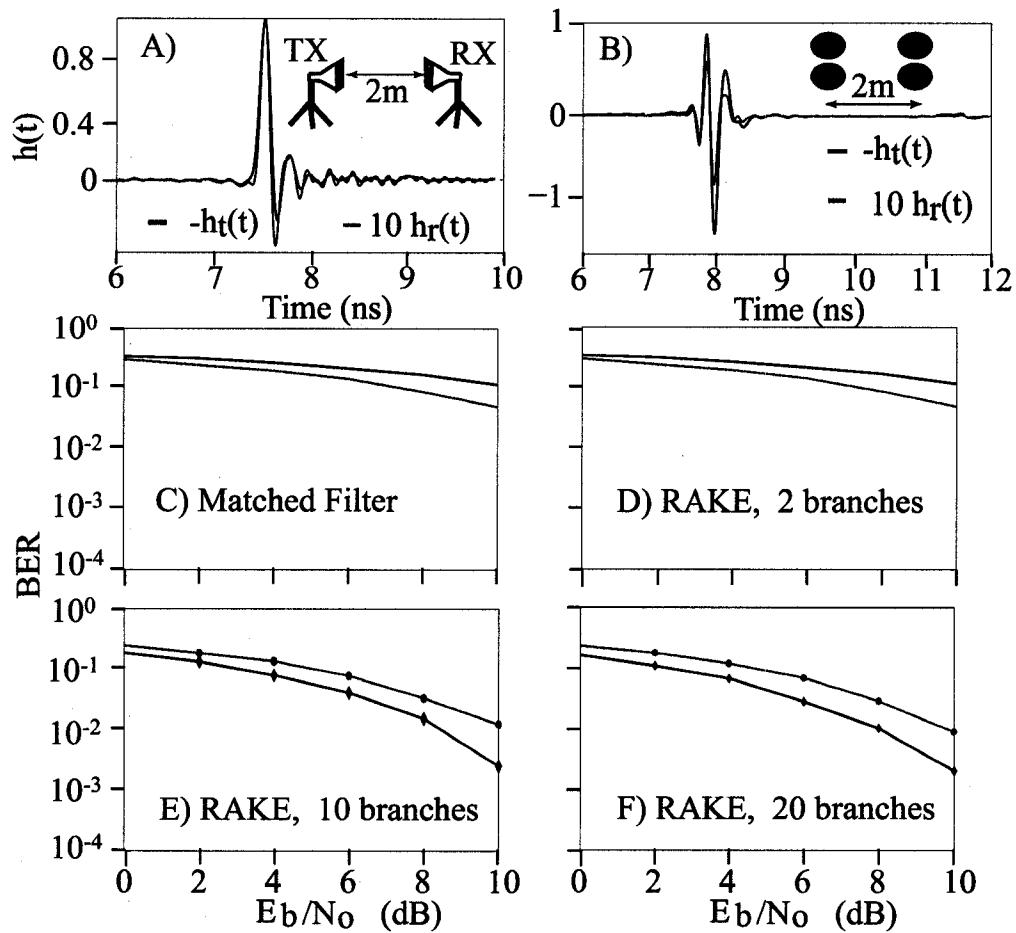 A)
TX
RX
2m
0.8
0.4
0
h(t)
-ht(t)
10 hr(t)
6
7
8
9
10
Time (ns)
B)
1
0
−1
2m
-ht(t)
10 hr(t)
6
7
8
9
10
11
12
Time (ns)
10⁰
10-1
10-2
10-3
10-4
C) Matched Filter
D) RAKE, 2 branches
BER
10⁰
10-1
10-2
10-3
10-4
E) RAKE, 10 branches
F) RAKE, 20 branches
0
2
4
6
8
10
Eb/No (dB)
0
2
4
6
8
10
Eb/No (dB)